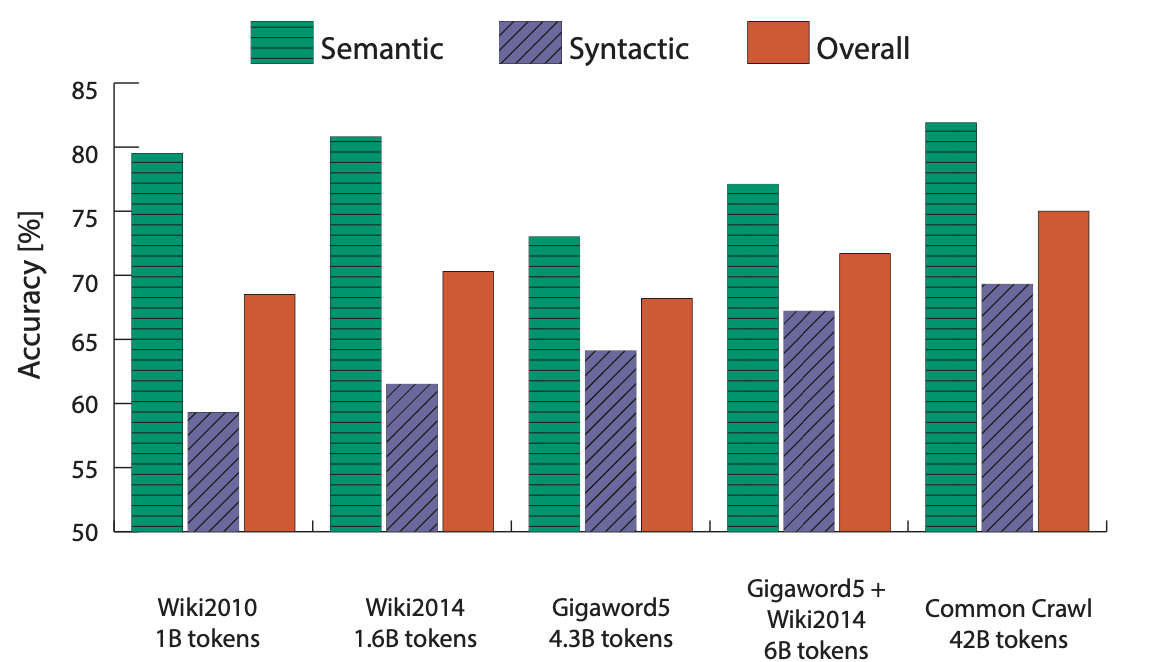 Semantic Syntactic Overall
85
80
75
70
65
60
55
50
Accuracy [%]
Wiki2010
1B tokens
Wiki2014
1.6B tokens
Gigaword5
4.3B tokens
Gigaword5 +
Wiki2014
6B tokens
Common Crawl
42B tokens